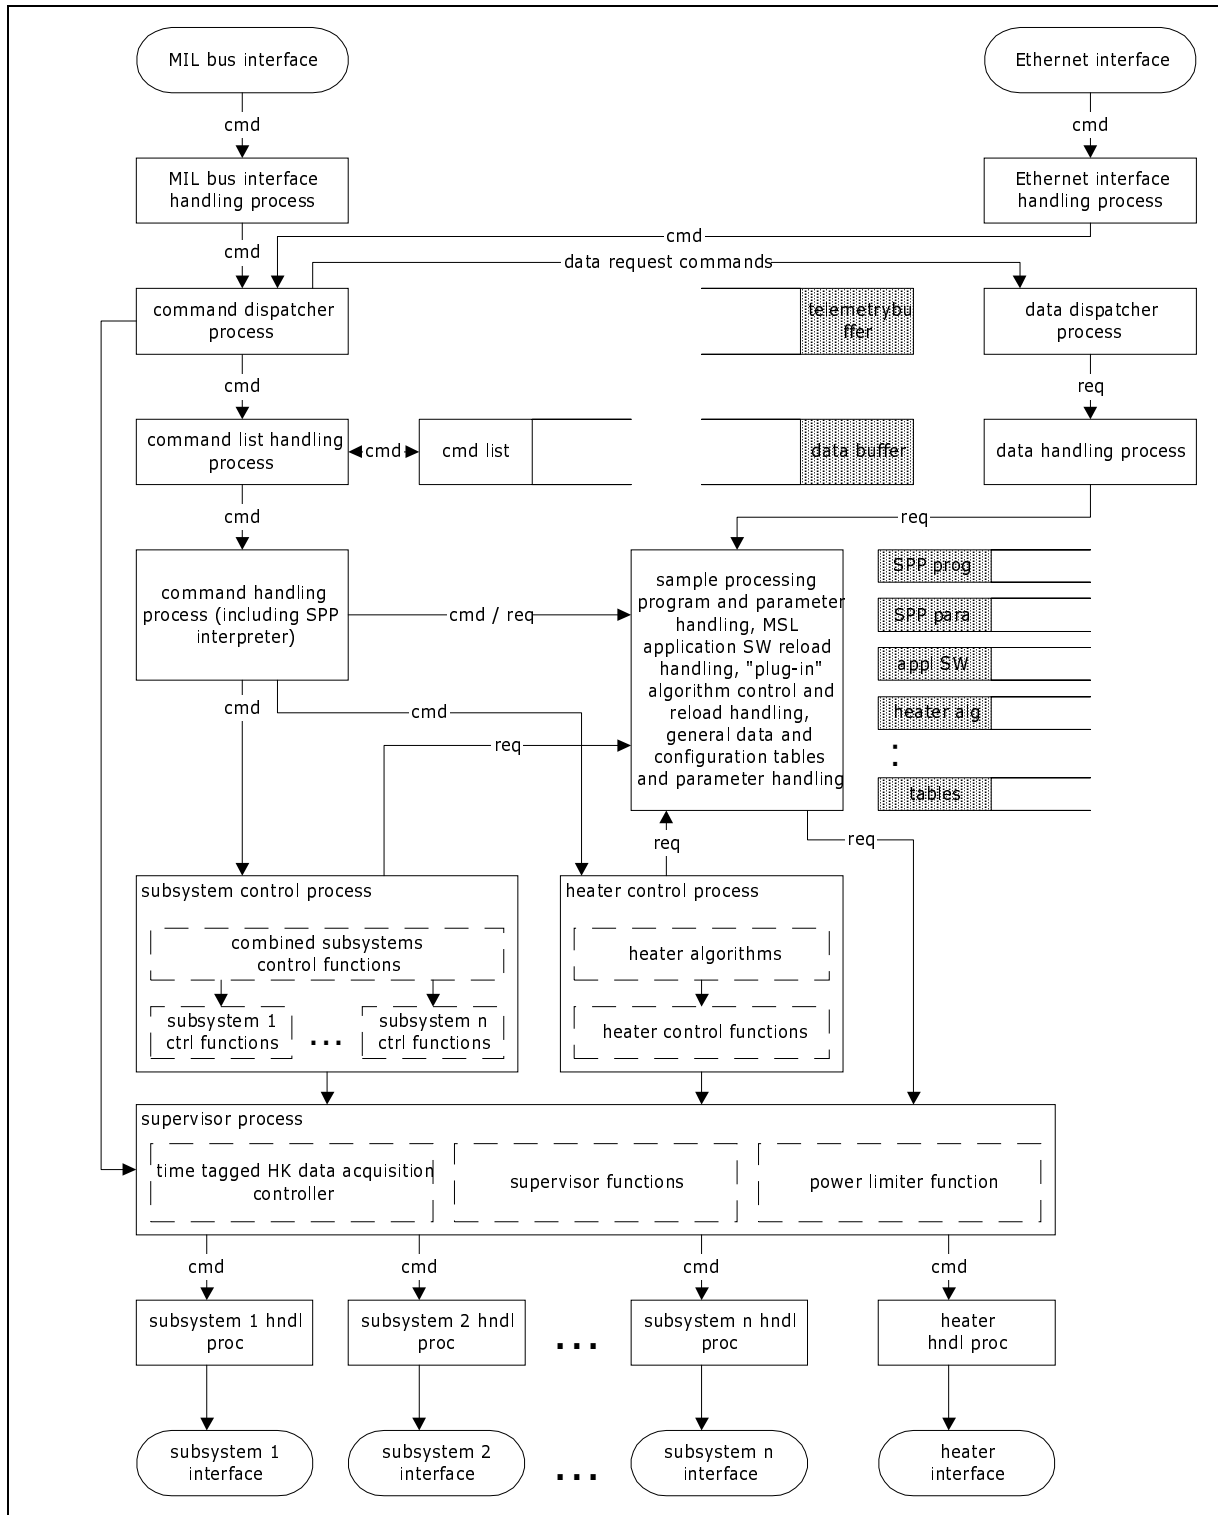 MIL bus interface
Ethernet interface
cmd
cmd
MIL bus interface
handling process
Ethernet interface
handling process
cmd
cmd
data request commands
command dispatcher
process
telemetrybu
ffer
data dispatcher
process
cmd
req
command list handling
process
cmd
cmd list
data buffer
data handling process
cmd
req
command handling
process (including SPP
interpreter)
cmd / req
sample processing
program and parameter
handling, MSL
application SW reload
handling, "plug-in"
algorithm control and
reload handling,
general data and
configuration tables
and parameter handling
SPP prog
SPP para
appl SW
heater alg
:
tables
cmd
cmd
req
req
req
subsystem control process
combined subsystems
control functions
subsystem 1
ctrl functions
...
subsystem n
ctrl functions
heater control process
heater algorithms
heater control functions
supervisor process
time tagged HK data acquisition
controller
supervisor functions
power limiter function
cmd
cmd
cmd
cmd
subsystem 1 hndl
proc
subsystem 2 hndl
proc
...
subsystem n hndl
proc
heater
hndl proc
subsystem 1
interface
subsystem 2
interface
...
subsystem n
interface
heater
interface